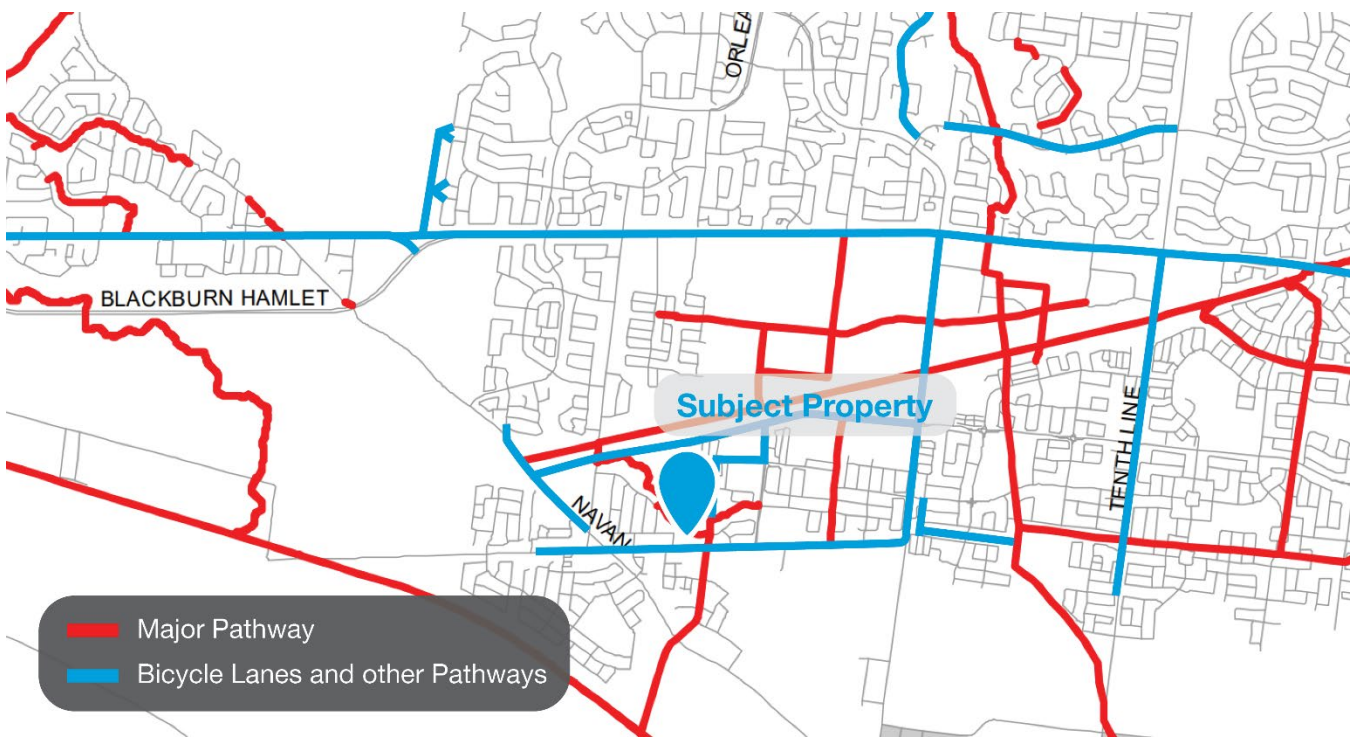 ORLEA
BLACKBURN HAMLET
Subject Property
TENTH LINE
NAVAN
Major Pathway
Bicycle Lanes and other Pathways